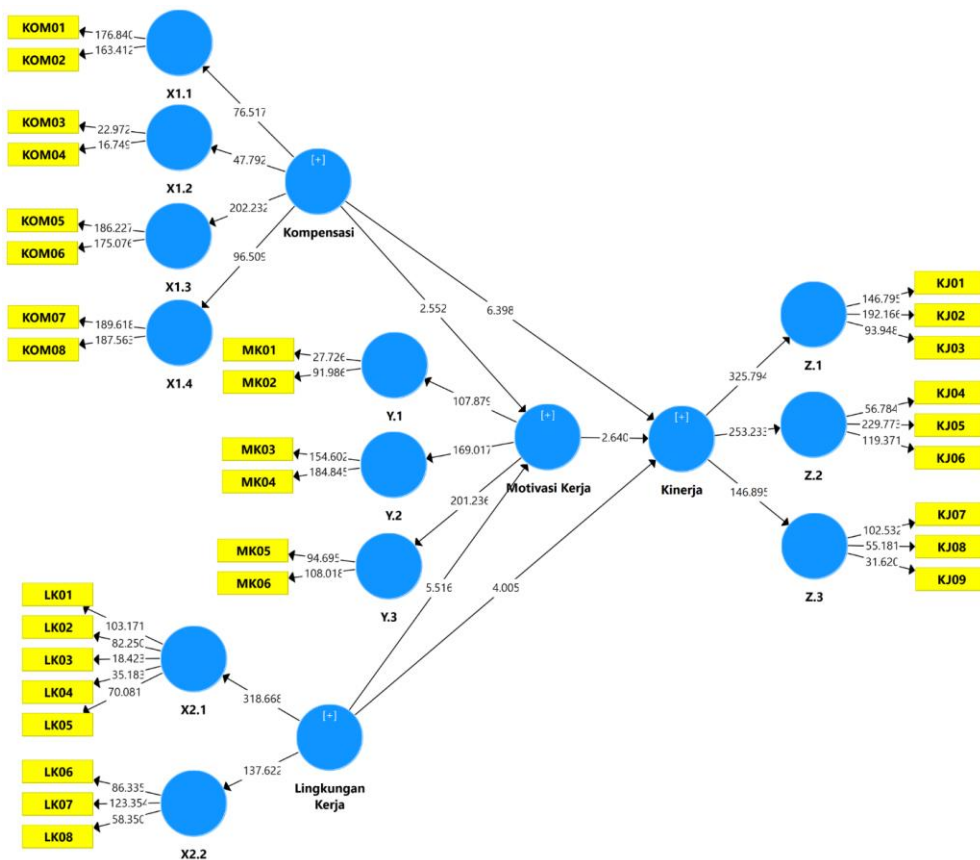 KOM01
176.840
KOM02
163.412
X1.1
KOM03
22.972
KOM04
16.749
X1.2
KOM05
186.227
KOM06
175.076
X1.3
KOM07
189.618
KOM08
187.563
X1.4
76.517
47.792
202.232
96.509
[+]
Kompensasi
2.552
6.398
MK01
27.726
MK02
91.986
Y.1
MK03
154.602
MK04
184.845
Y.2
MK05
94.695
MK06
108.018
Y.3
107.879
169.017
201.236
[+]
Motivasi Kerja
2.640
[+]
Kinerja
5.516
4.005
325.794
253.233
146.895
Z.1
146.795
KJ01
192.166
KJ02
93.948
KJ03
Z.2
56.784
KJ04
229.773
KJ05
119.371
KJ06
Z.3
102.532
KJ07
55.181
KJ08
31.620
KJ09
LK01
103.171
LK02
82.250
LK03
18.423
LK04
35.183
LK05
70.081
X2.1
LK06
86.335
LK07
123.354
LK08
58.350
X2.2
318.668
137.622
[+]
Lingkungan
Kerja